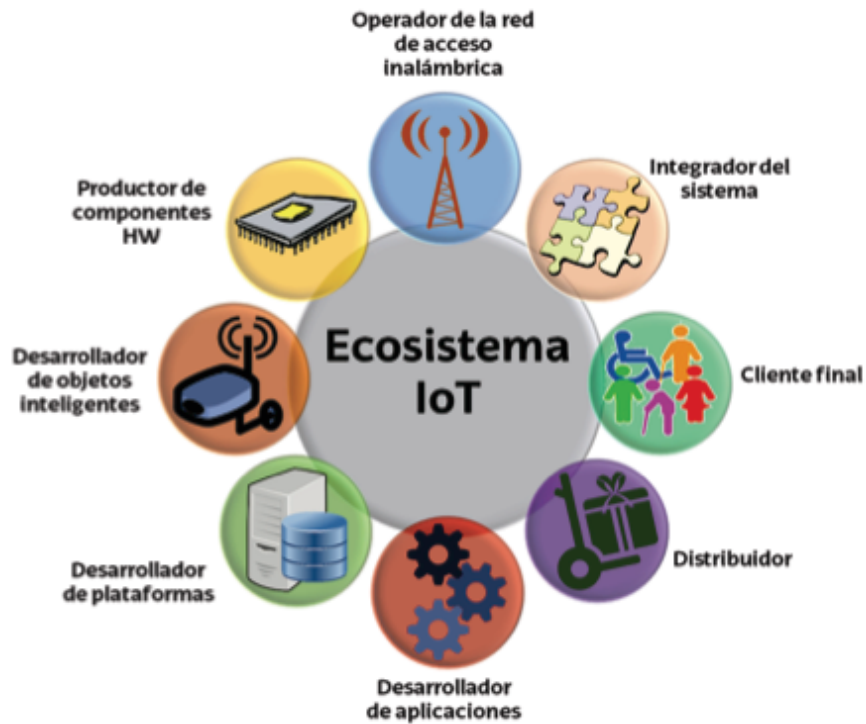 Operador de la red
de acceso
inalámbrica
Integrador del
sistema
Productor de
componentes
HW
Ecosistema
IoT
Desarrollador
de objetos
inteligentes
Cliente final
Desarrollador
de plataformas
Distribuidor
Desarrollador
de aplicaciones